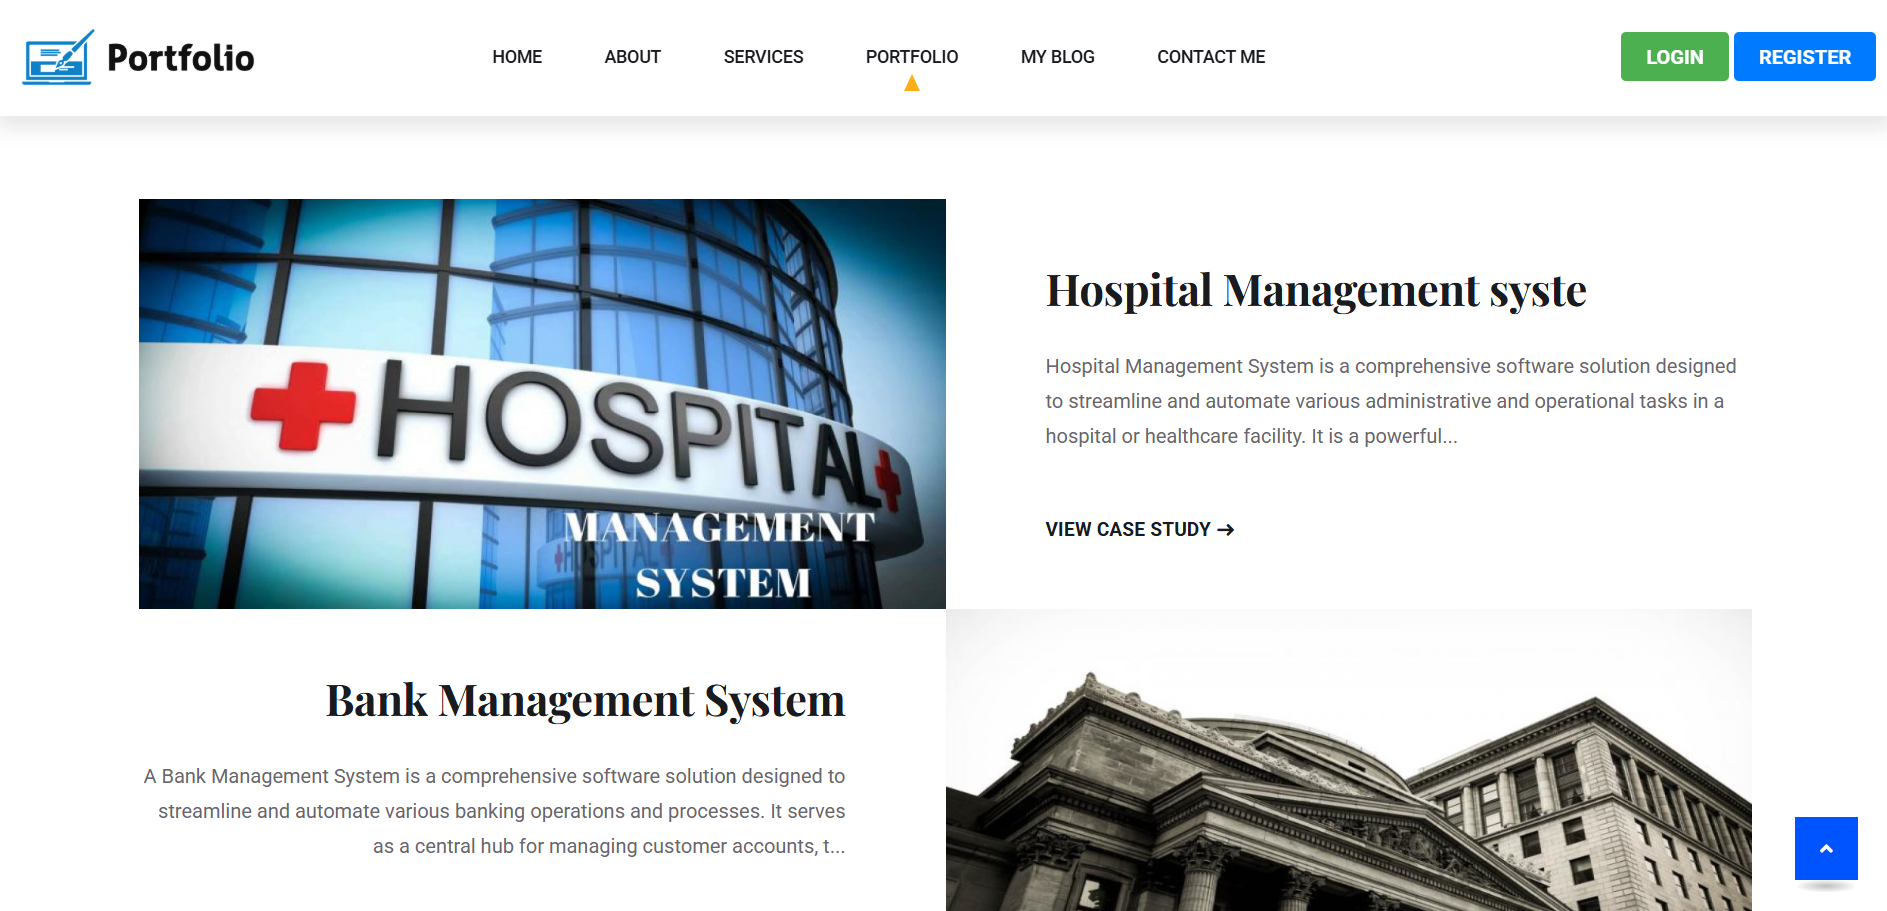 Portfolio
HOME ABOUT SERVICES PORTFOLIO MY BLOG CONTACT ME
LOGIN REGISTER
HOSPITAL
HOSPITAL
MANAGEMENT
SYSTEM
Hospital Management syste
Hospital Management System is a comprehensive software solution designed
to streamline and automate various administrative and operational tasks in a
hospital or healthcare facility. It is a powerful...
VIEW CASE STUDY →
Bank Management System
A Bank Management System is a comprehensive software solution designed to
streamline and automate various banking operations and processes. It serves
as a central hub for managing customer accounts, t...